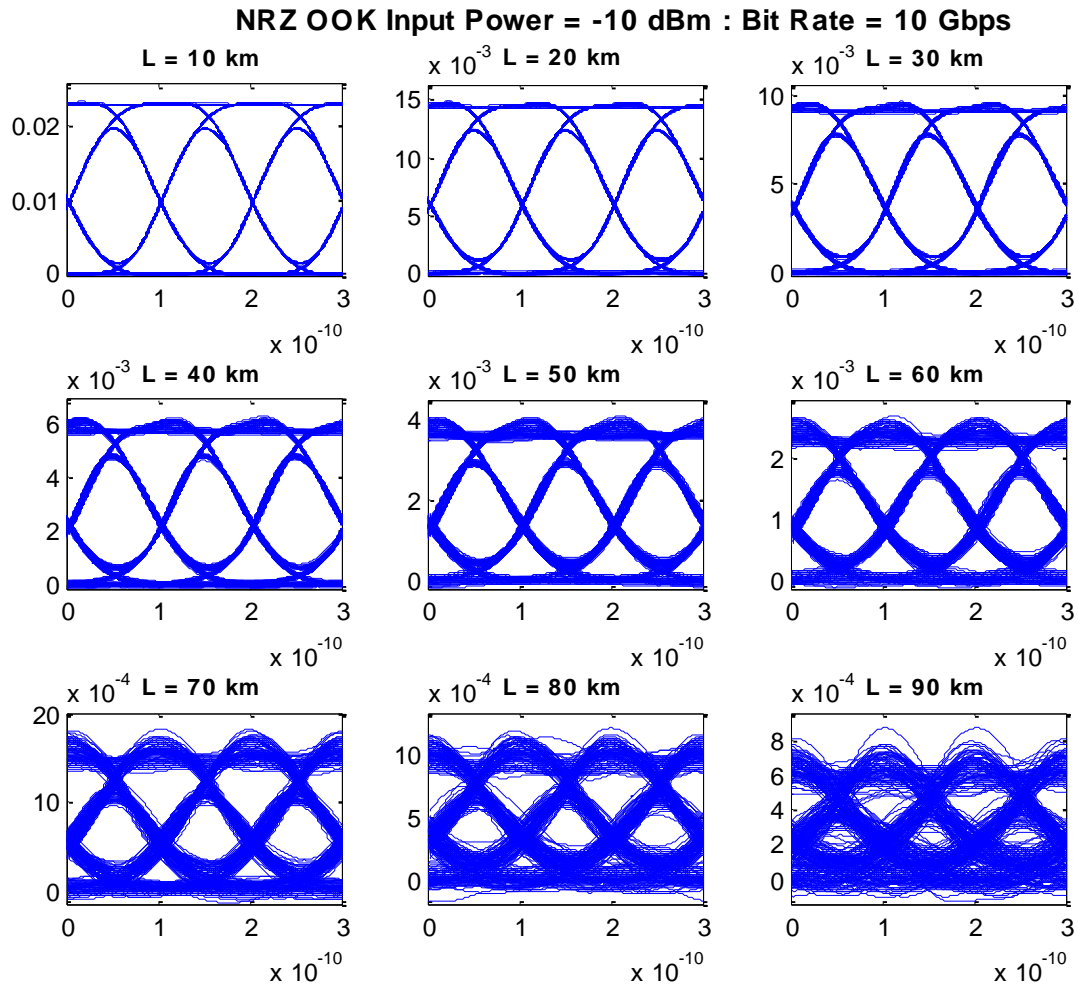 NRZ OOK Input Power = -10 dBm : Bit Rate = 10 Gbps
L = 10 km
0.02
0.01
0
0 1 2 3
x 10^-10
x 10^-3 L = 20 km
15
10
5
0
0 1 2 3
x 10^-10
x 10^-3 L = 30 km
10
5
0
0 1 2 3
x 10^-10
x 10^-3 L = 40 km
6
4
2
0
0 1 2 3
x 10^-10
x 10^-3 L = 50 km
4
2
0
0 1 2 3
x 10^-10
x 10^-3 L = 60 km
2
1
0
0 1 2 3
x 10^-10
x 10^-4 L = 70 km
20
10
0
0 1 2 3
x 10^-10
x 10^-4 L = 80 km
10
5
0
0 1 2 3
x 10^-10
x 10^-4 L = 90 km
8
6
4
2
0
0 1 2 3
x 10^-10